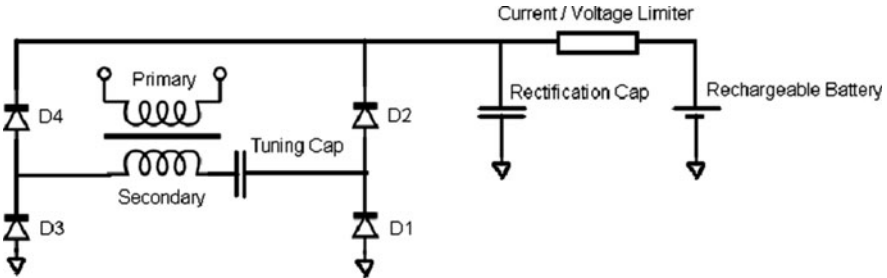 Current / Voltage Limiter
Primary
D4
D2
Rectification Cap
Rechargeable Battery
Tuning Cap
Secondary
D3
D1